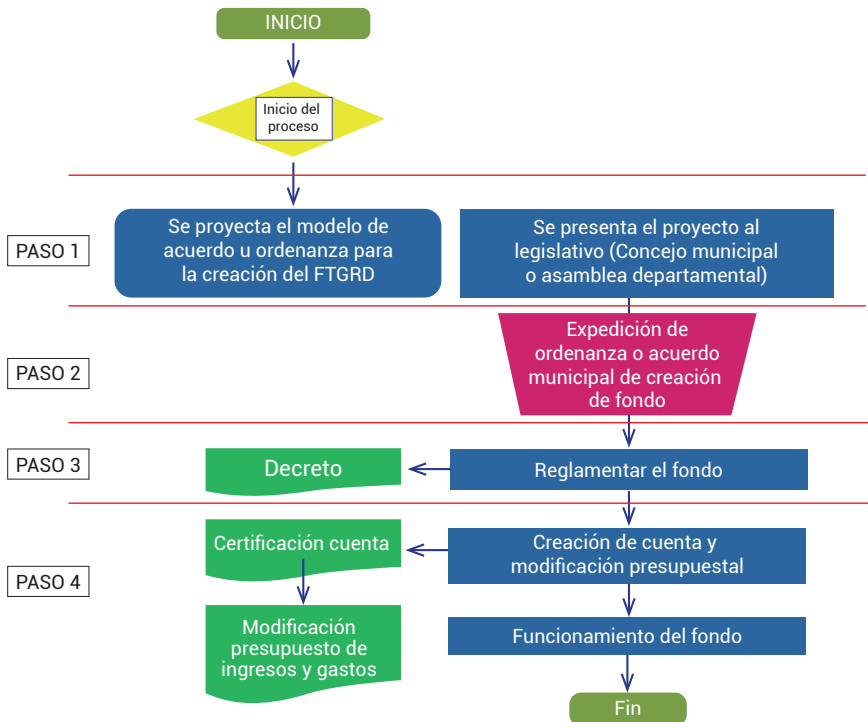 INICIO
Inicio del
proceso
PASO 1
Se proyecta el modelo de
acuerdo u ordenanza para
la creación del FTGRD
Se presenta el proyecto al
legislativo (Concejo municipal
o asamblea departamental)
PASO 2
Expedición de
ordenanza o acuerdo
municipal de creación
de fondo
PASO 3
Decreto
Reglamentar el fondo
PASO 4
Certificación cuenta
Creación de cuenta y
modificación presupuestal
Modificación
presupuesto de
ingresos y gastos
Funcionamiento del fondo
Fin